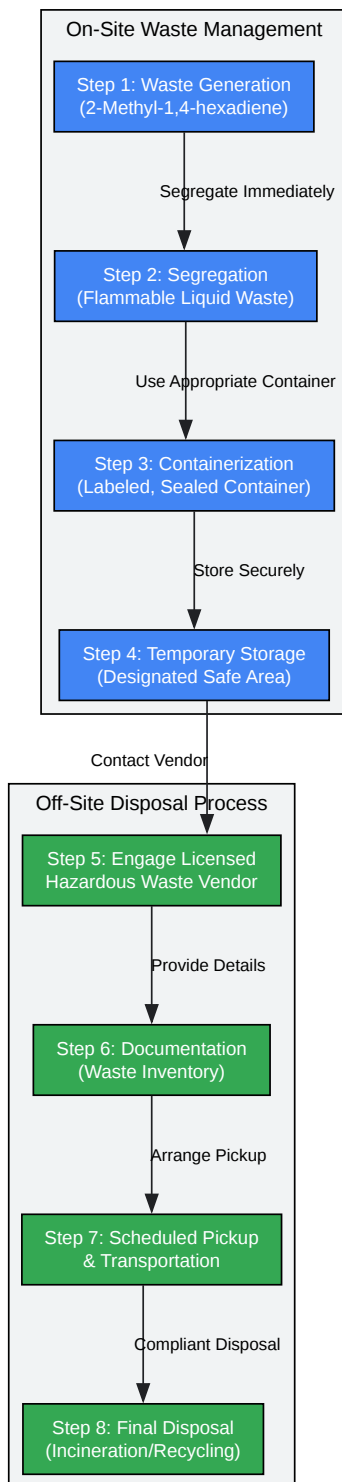 On-Site Waste Management
Step 1: Waste Generation
(2-Methyl-1,4-hexadiene)
Segregate Immediately
Step 2: Segregation
(Flammable Liquid Waste)
Use Appropriate Container
Step 3: Containerization
(Labeled, Sealed Container)
Store Securely
Step 4: Temporary Storage
(Designated Safe Area)
Contact Vendor
Off-Site Disposal Process
Step 5: Engage Licensed
Hazardous Waste Vendor
Provide Details
Step 6: Documentation
(Waste Inventory)
Arrange Pickup
Step 7: Scheduled Pickup
& Transportation
Compliant Disposal
Step 8: Final Disposal
(Incineration/Recycling)